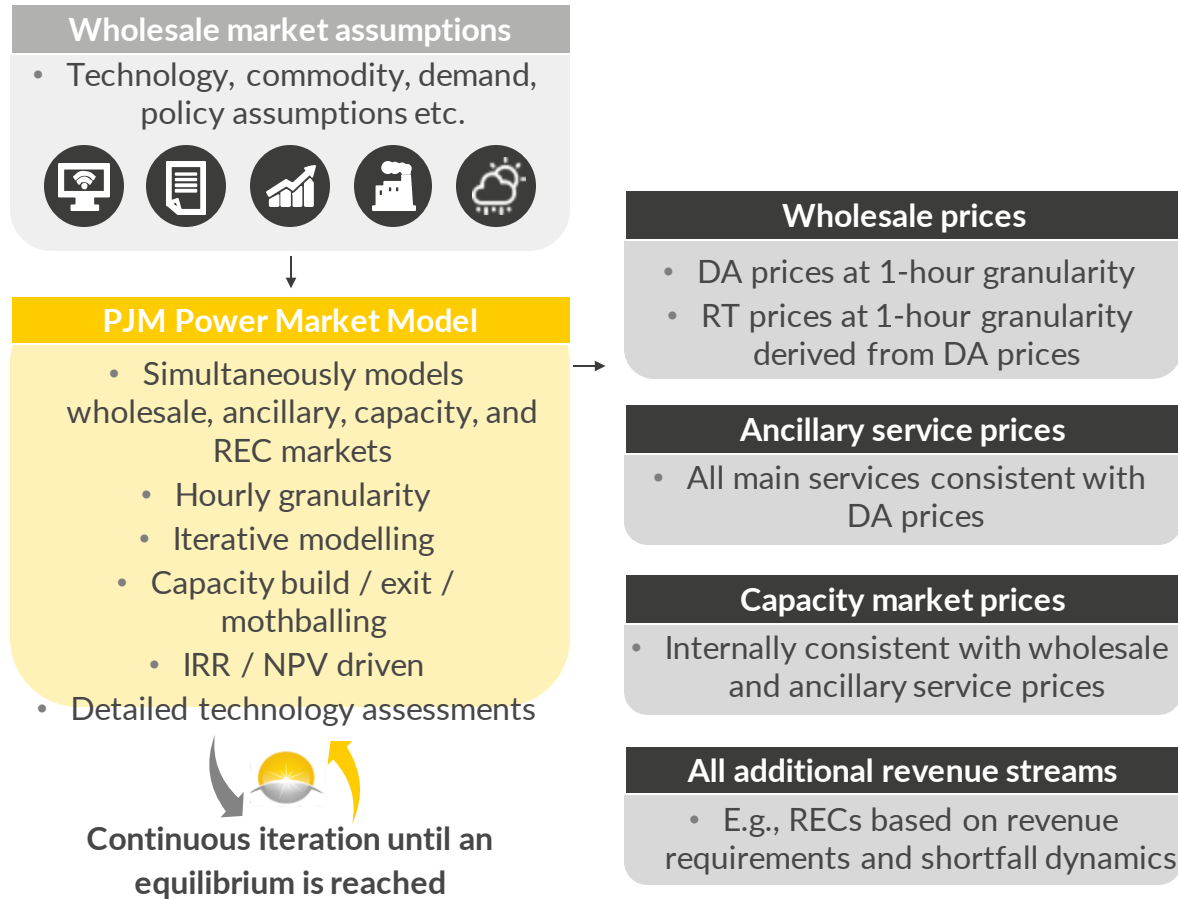 Wholesale market assumptions
• Technology, commodity, demand,
policy assumptions etc.
PJM Power Market Model
• Simultaneously models
wholesale, ancillary, capacity, and
REC markets
• Hourly granularity
• Iterative modelling
• Capacity build / exit /
mothballing
• IRR / NPV driven
• Detailed technology assessments
Continuous iteration until an
equilibrium is reached
Wholesale prices
• DA prices at 1-hour granularity
• RT prices at 1-hour granularity
derived from DA prices
Ancillary service prices
• All main services consistent with
DA prices
Capacity market prices
• Internally consistent with wholesale
and ancillary service prices
All additional revenue streams
• E.g., RECs based on revenue
requirements and shortfall dynamics